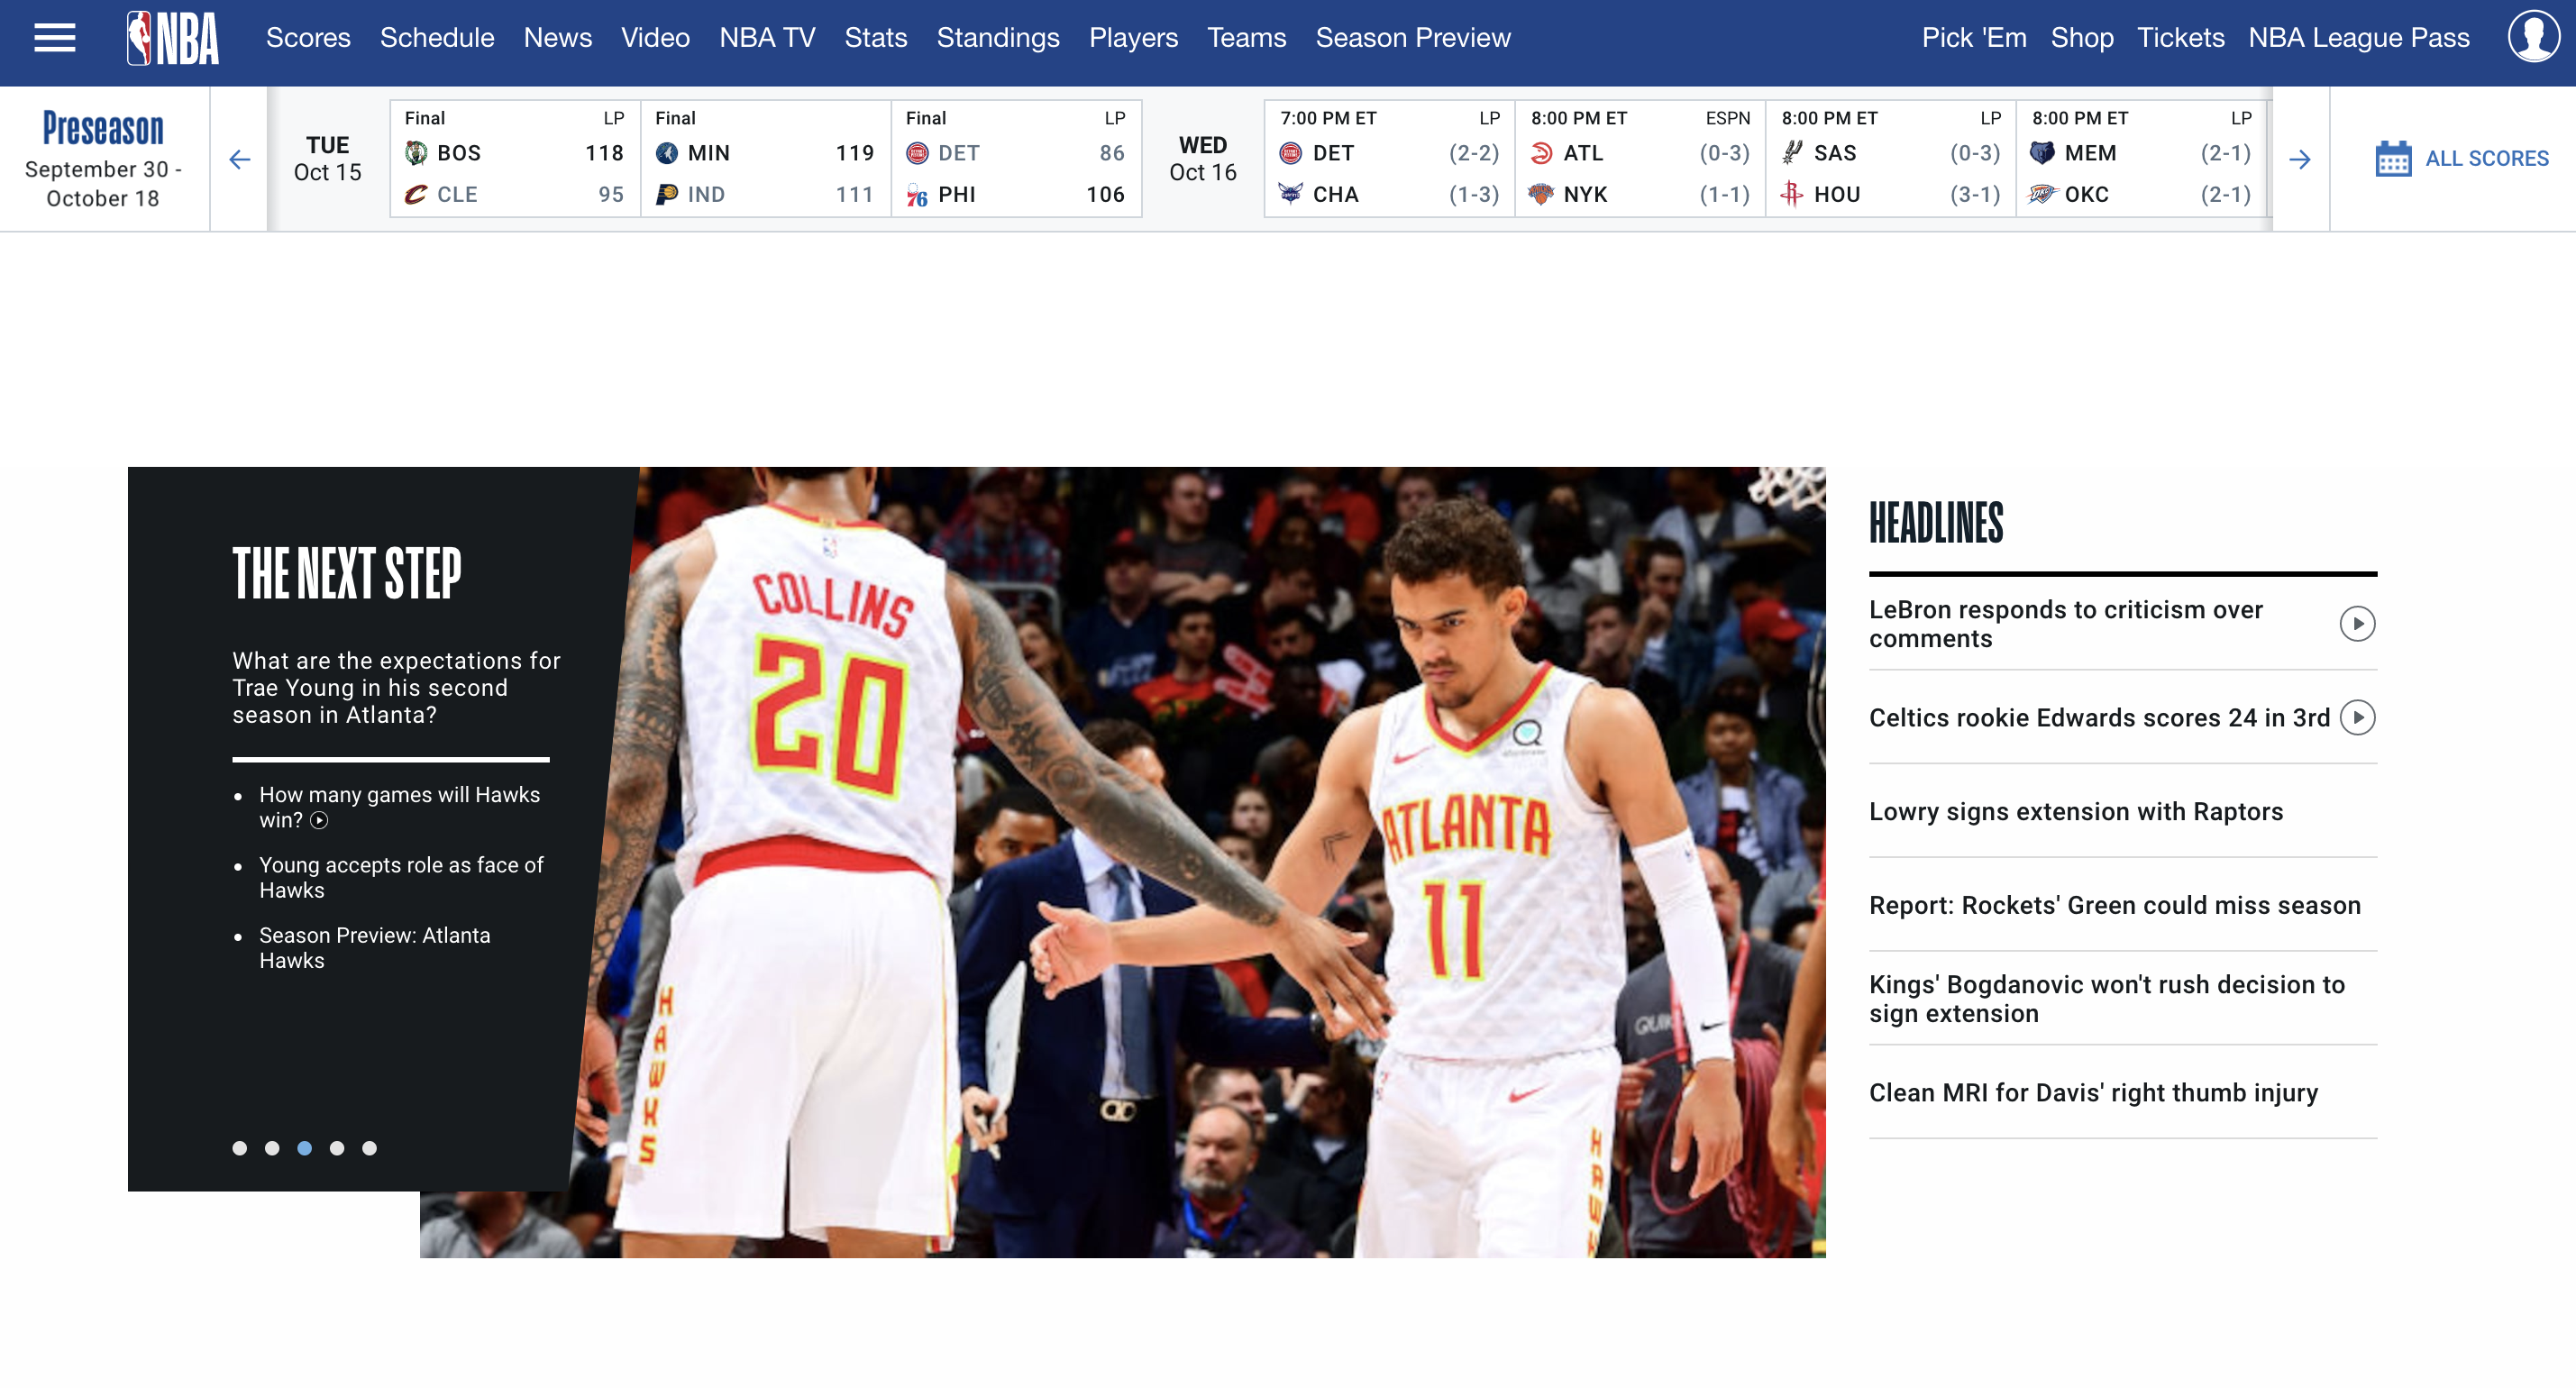 NBA
Scores Schedule News Video NBA TV Stats Standings Players Teams Season Preview
Pick 'Em Shop Tickets NBA League Pass
Preseason
September 30 -
October 18
TUE
Oct 15
Final LP
BOS 118
CLE 95
Final
MIN 119
IND 111
Final LP
DET 86
PHI 106
WED
Oct 16
7:00 PM ET LP
DET (2-2)
CHA (1-3)
8:00 PM ET ESPN
ATL (0-3)
NYK (1-1)
8:00 PM ET LP
SAS (0-3)
HOU (3-1)
8:00 PM ET LP
MEM (2-1)
OKC (2-1)
ALL SCORES
THE NEXT STEP
What are the expectations for
Trae Young in his second
season in Atlanta?
How many games will Hawks
win?
Young accepts role as face of
Hawks
Season Preview: Atlanta
Hawks
COLLINS
20
HAWKS
ATLANTA
11
HAWK
HEADLINES
LeBron responds to criticism over
comments
Celtics rookie Edwards scores 24 in 3rd
Lowry signs extension with Raptors
Report: Rockets' Green could miss season
Kings' Bogdanovic won't rush decision to
sign extension
Clean MRI for Davis' right thumb injury